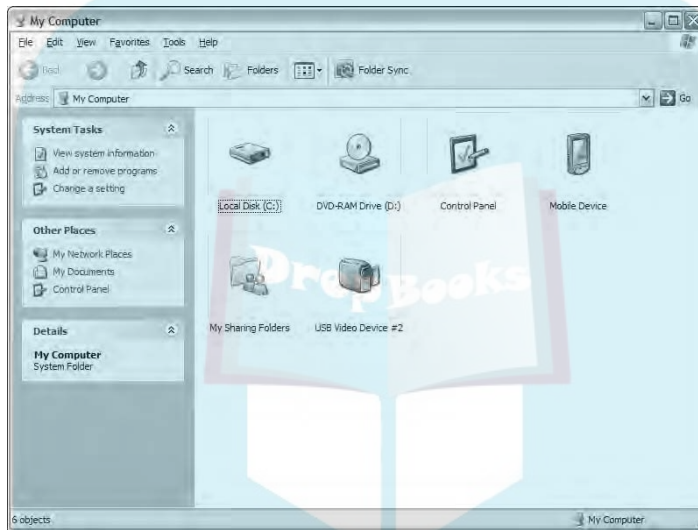 My Computer
File Edit View Favorites Tools Help
Back Search Folders Folder Sync
Address My Computer Go
System Tasks
View system information
Add or remove programs
Change a setting
Other Places
My Network Places
My Documents
Control Panel
Details
My Computer
System Folder
Local Disk (C:) DVD-RAM Drive (D:) Control Panel Mobile Device
DropBooks
My Sharing Folders USB Video Device #2
6 objects My Computer